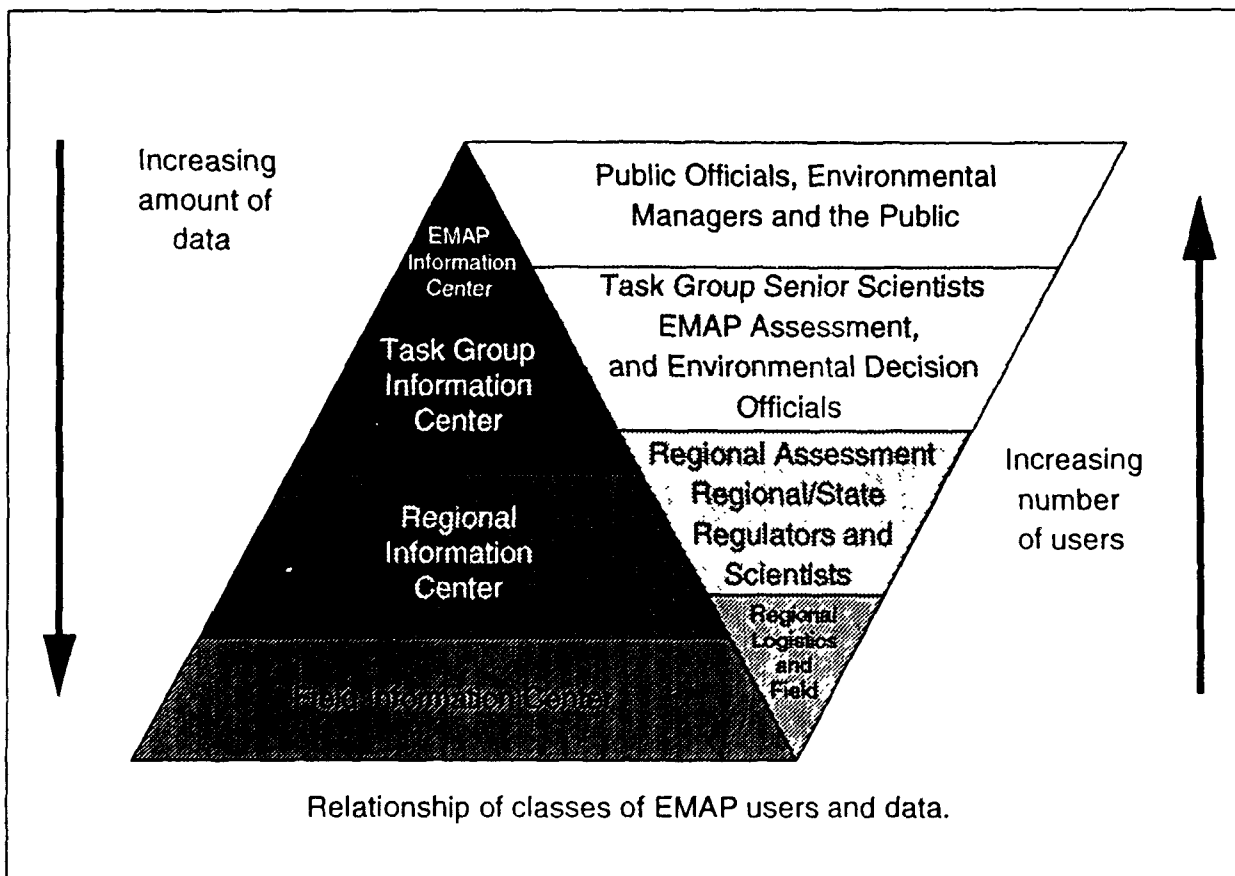 Increasing
amount of
data
EMAP
Information
Center
Task Group
Information
Center
Regional
Information
Center
Field Information Center
Public Officials, Environmental
Managers and the Public
Task Group Senior Scientists
EMAP Assessment,
and Environmental Decision
Officials
Regional Assessment
Regional/State
Regulators and
Scientists
Regional
Logistics
and
Field
Increasing
number
of users
Relationship of classes of EMAP users and data.